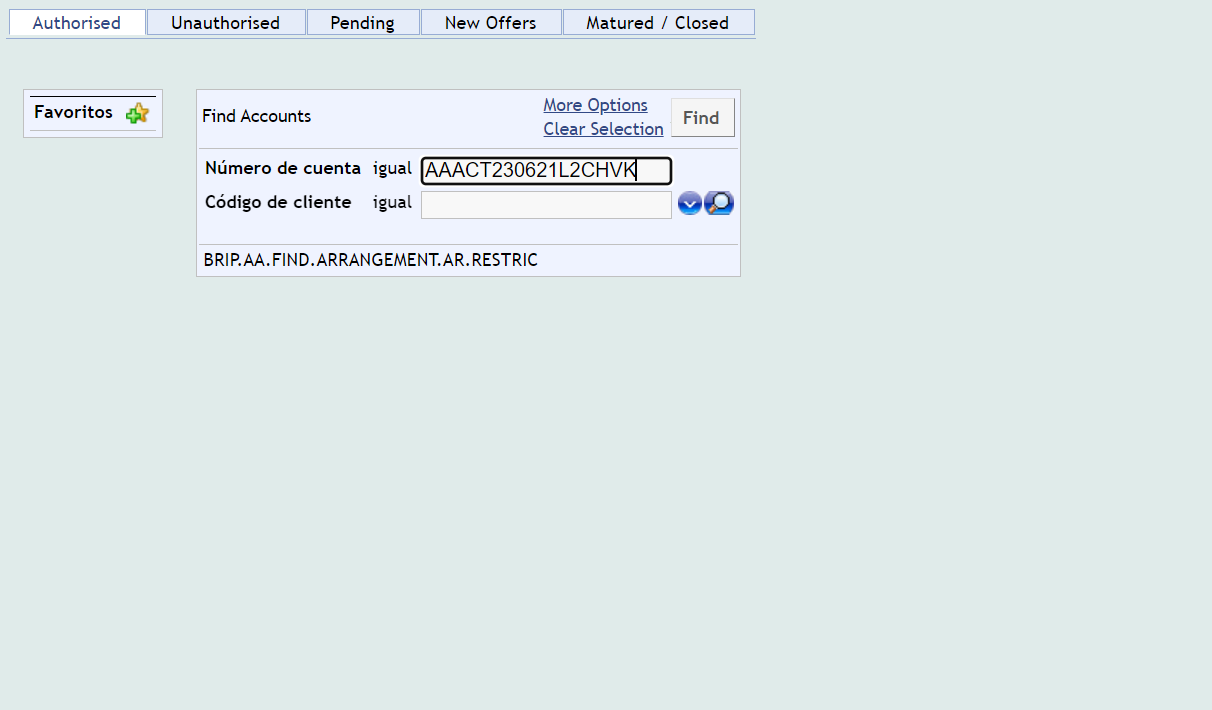 Authorised Unauthorised Pending New Offers Matured / Closed
Favoritos
Find Accounts
More Options
Clear Selection
Find
Número de cuenta igual AAACT230621L2CHVK
Código de cliente igual
BRIP.AA.FIND.ARRANGEMENT.AR.RESTRIC